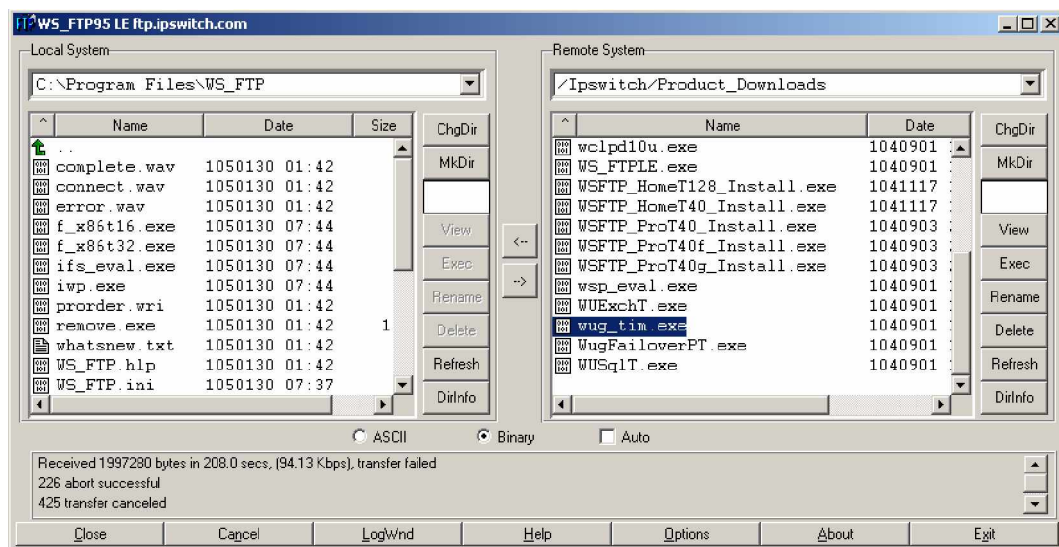 WS_FTP95 LE ftp.ipswitch.com
Local System
C:\Program Files\WS_FTP
^ Name Date Size
..
complete.wav 1050130 01:42
connect.wav 1050130 01:42
error.wav 1050130 01:42
f_x86t16.exe 1050130 07:44
f_x86t32.exe 1050130 07:44
ifs_eval.exe 1050130 07:44
iwp.exe 1050130 07:44
prorder.wri 1050130 01:42
remove.exe 1050130 01:42 1
whatsnew.txt 1050130 01:42
WS_FTP.hlp 1050130 01:42
WS_FTP.ini 1050130 07:37
ChgDir
MkDir
View
Exec
Rename
Delete
Refresh
DirInfo
<--
-->
Remote System
/Ipswitch/Product_Downloads
^ Name Date
wclpd10u.exe 1040901
WS_FTPLE.exe 1040901
WSFTP_HomeT128_Install.exe 1041117
WSFTP_HomeT40_Install.exe 1041117
WSFTP_ProT40_Install.exe 1040903
WSFTP_ProT40f_Install.exe 1040903
WSFTP_ProT40g_Install.exe 1040903
wsp_eval.exe 1040901
WUExchT.exe 1040901
wug_tim.exe 1040901
WugFailoverPT.exe 1040901
WUSqlT.exe 1040901
ChgDir
MkDir
View
Exec
Rename
Delete
Refresh
DirInfo
ASCII Binary Auto
Received 1997280 bytes in 208.0 secs, (94.13 Kbps), transfer failed
226 abort successful
425 transfer canceled
Close Cancel LogWnd Help Options About Exit